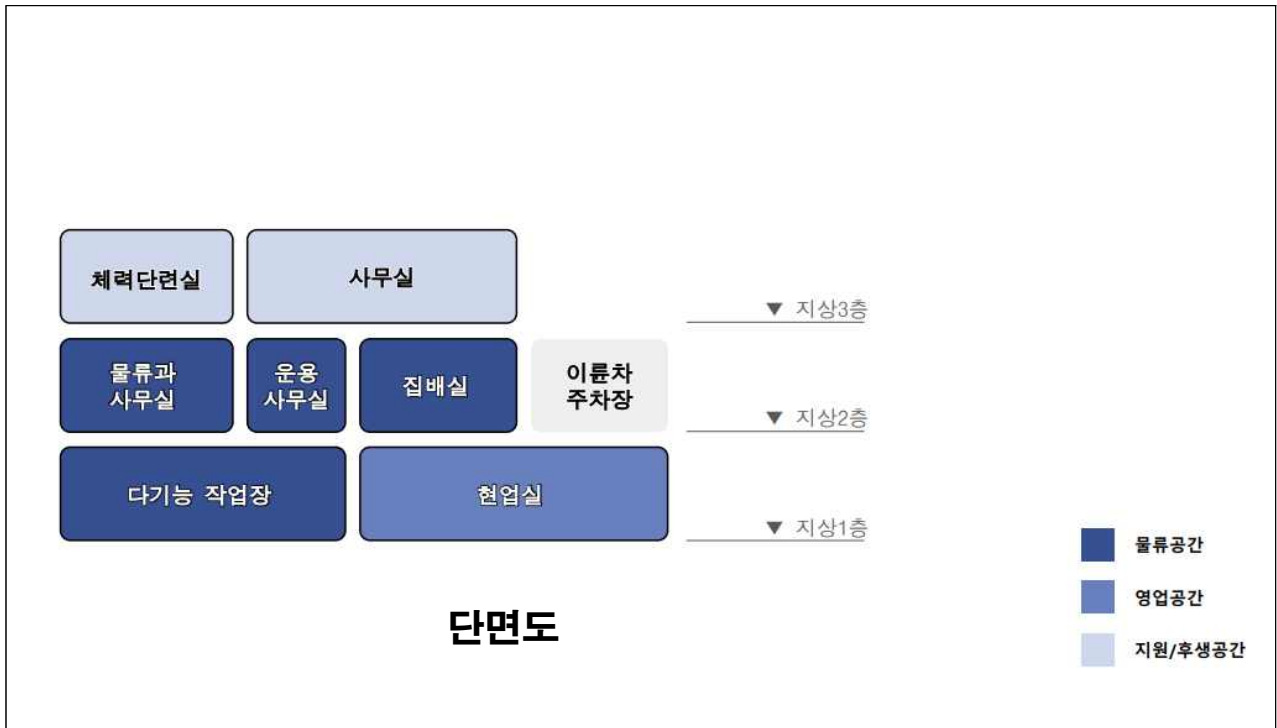 체력단련실
사무실
▼ 지상3층
물류과
사무실
운용
사무실
집배실
이륜차
주차장
▼ 지상2층
다기능 작업장
현업실
▼ 지상1층
물류공간
영업공간
지원/후생공간
단면도